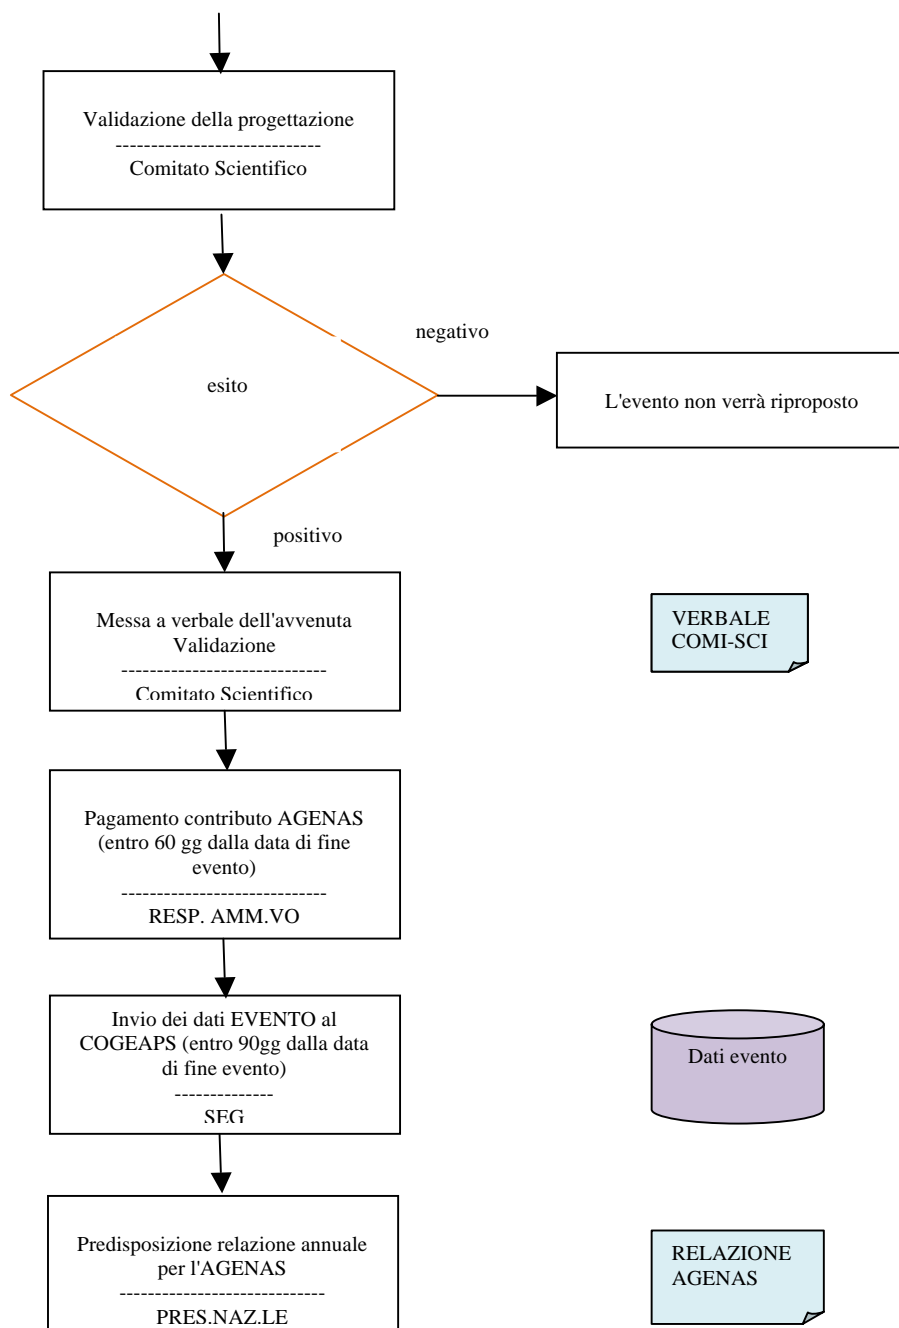 Validazione della progettazione
-----------------------------
Comitato Scientifico
negativo
esito
L'evento non verrà riproposto
positivo
Messa a verbale dell'avvenuta
Validazione
-----------------------------
Comitato Scientifico
VERBALE
COMI-SCI
Pagamento contributo AGENAS
(entro 60 gg dalla data di fine
evento)
-----------------------------
RESP. AMM.VO
Invio dei dati EVENTO al
COGEAPS (entro 90gg dalla data
di fine evento)
--------------
SEG
Dati evento
Predisposizione relazione annuale
per l'AGENAS
-----------------------------
PRES.NAZ.LE
RELAZIONE
AGENAS